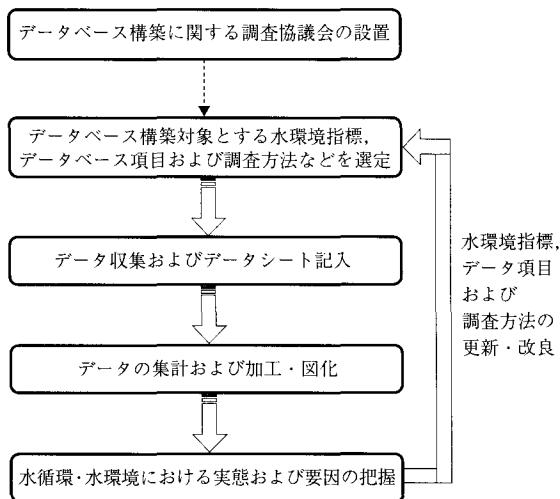 データベース構築に関する調査協議会の設置
データベース構築対象とする水環境指標,
データベース項目および調査方法などを選定
データ収集およびデータシート記入
データの集計および加工・図化
水循環・水環境における実態および要因の把握
水環境指標,
データ項目
および
調査方法の
更新・改良